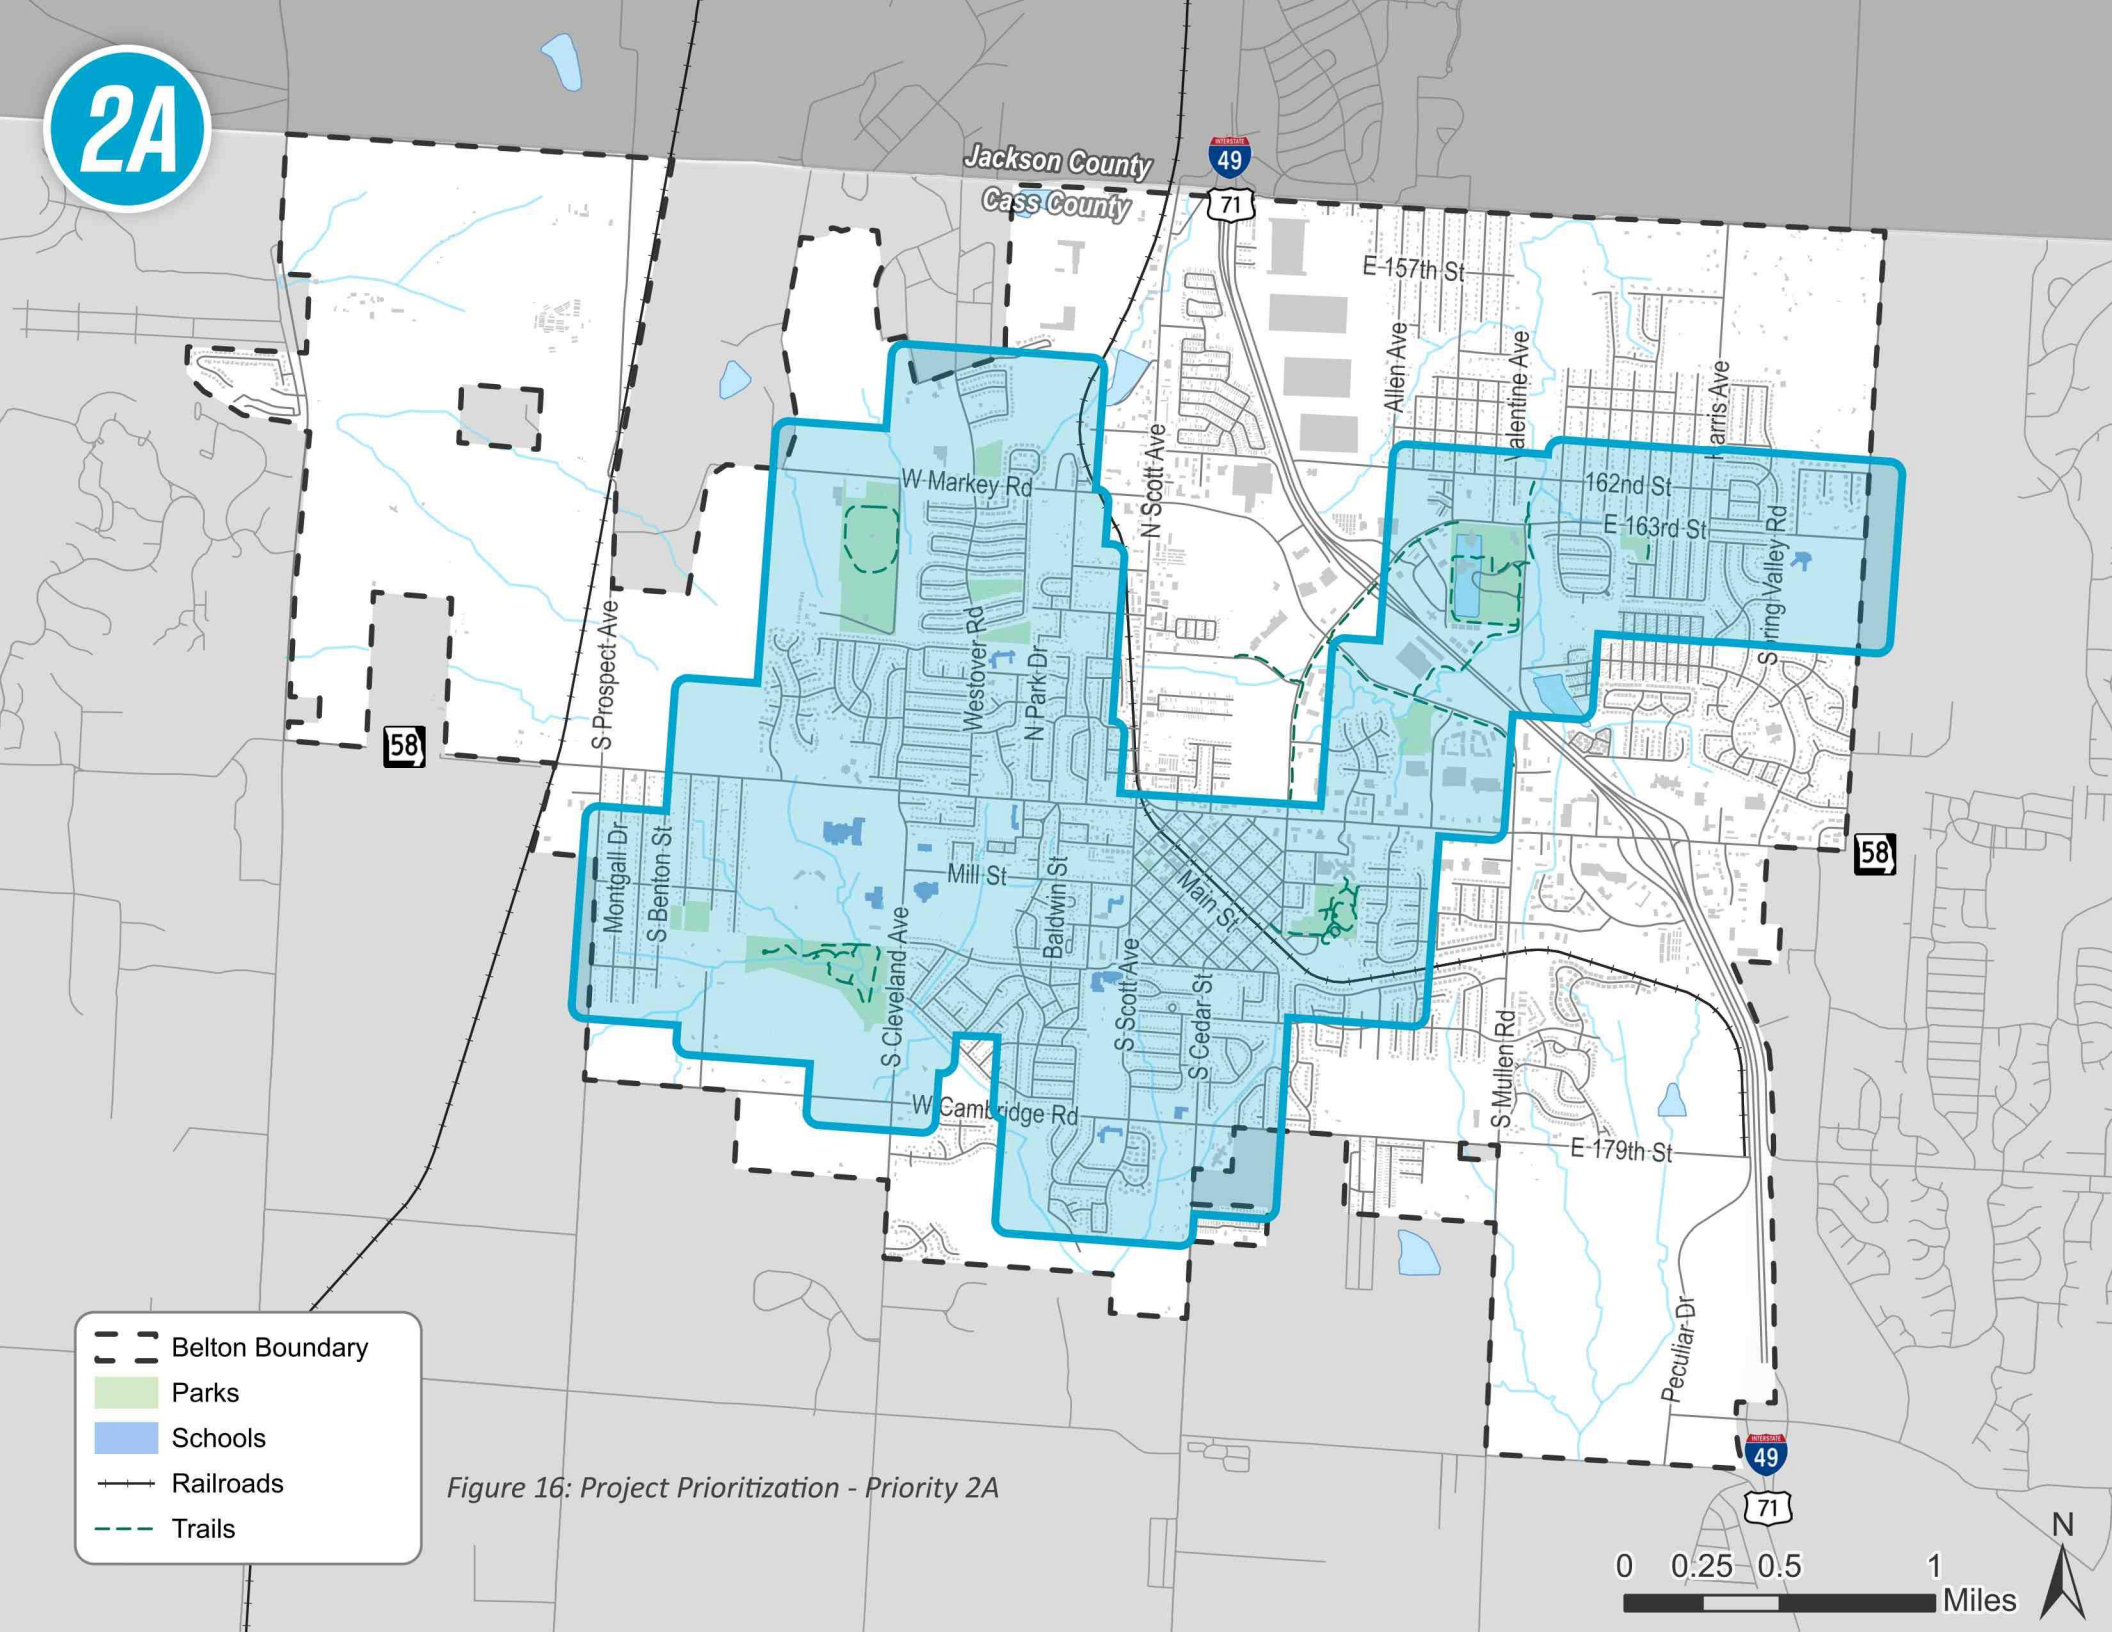 2A
Jackson County
Cass County
INTERSTATE
49
71
E 157th St
Allen Ave
Valentine Ave
Harris Ave
N Scott Ave
W Markey Rd
162nd St
E 163rd St
Spring Valley Rd
S Prospect Ave
Westover Rd
N Park Dr
58
Montgall Dr
S Benton St
Mill St
Baldwin St
Main St
58
S Cleveland Ave
S Scott Ave
S Cedar St
S Mullen Rd
W Cambridge Rd
E 179th St
Peculiar Dr
Belton Boundary
Parks
Schools
Railroads
Trails
Figure 16: Project Prioritization - Priority 2A
INTERSTATE
49
71
N
0 0.25 0.5 1
Miles